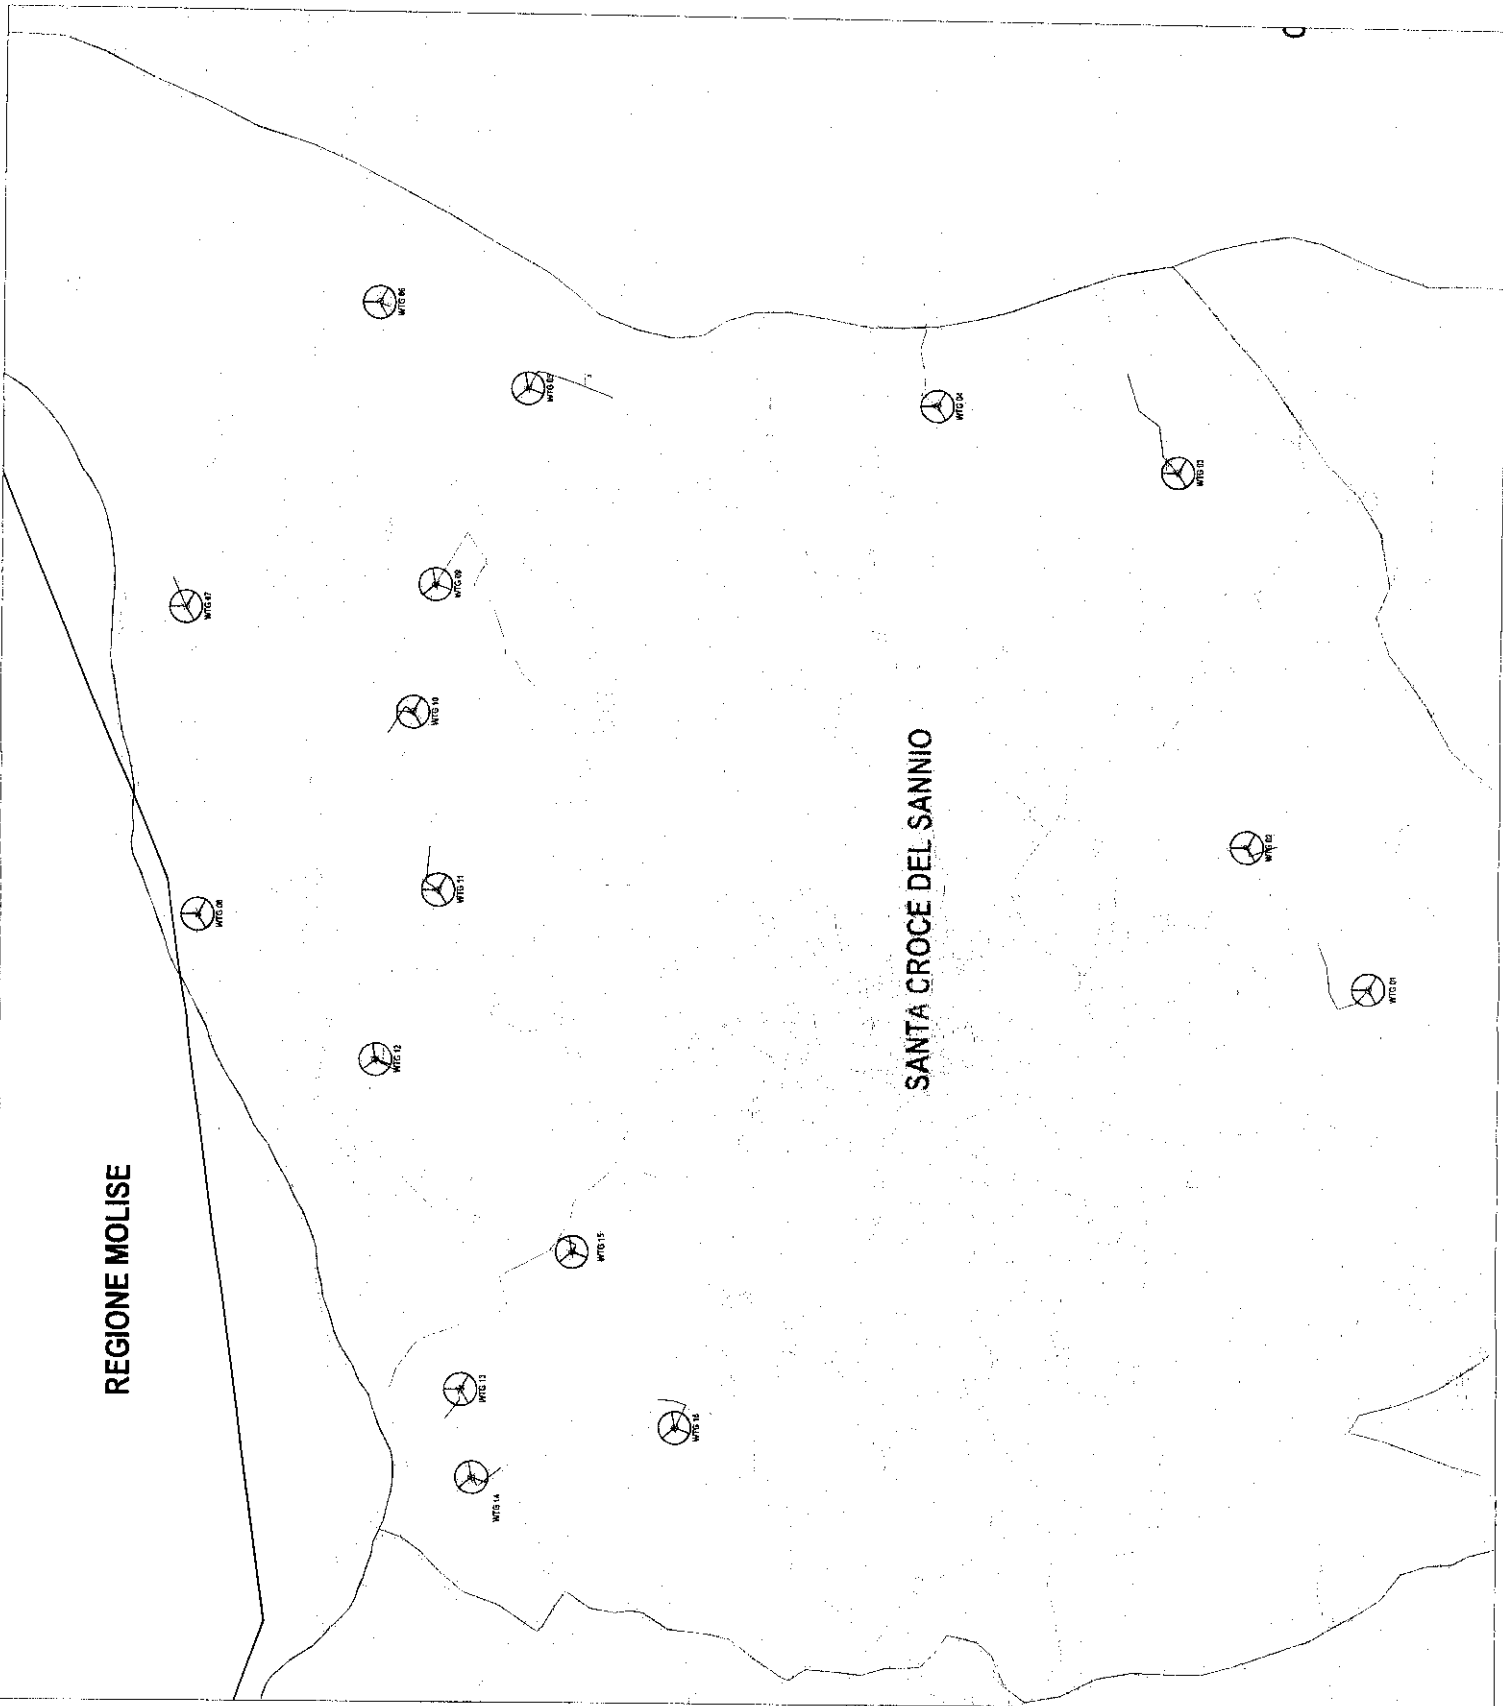 REGIONE MOLISE
SANTA CROCE DEL SANNIO
WTG 06
WTG 05
WTG 04
WTG 03
WTG 07
WTG 09
WTG 10
WTG 11
WTG 08
WTG 02
WTG 01
WTG 12
WTG 15
WTG 13
WTG 16
WTG 14